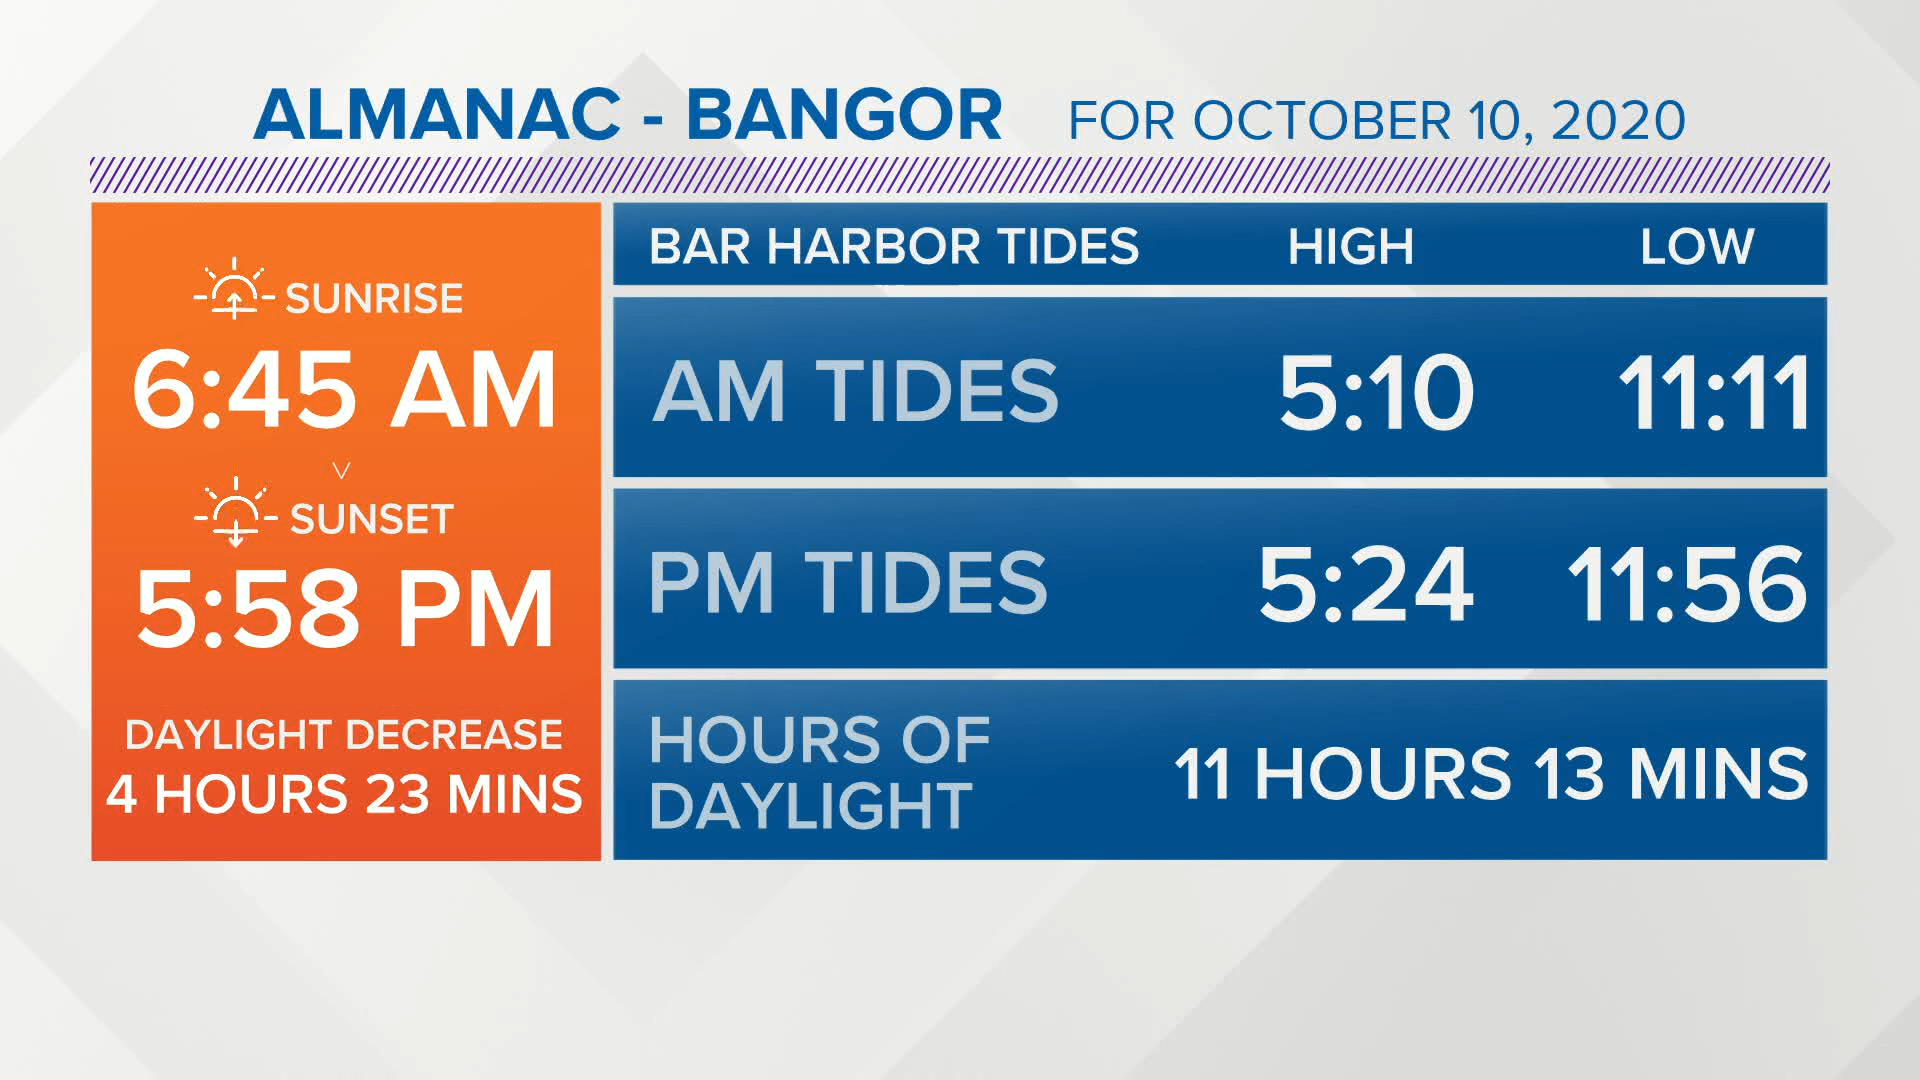 ALMANAC - BANGOR FOR OCTOBER 10, 2020
SUNRISE
6:45 AM
SUNSET
5:58 PM
DAYLIGHT DECREASE
4 HOURS 23 MINS
BAR HARBOR TIDES HIGH LOW
AM TIDES 5:10 11:11
PM TIDES 5:24 11:56
HOURS OF
DAYLIGHT
11 HOURS 13 MINS